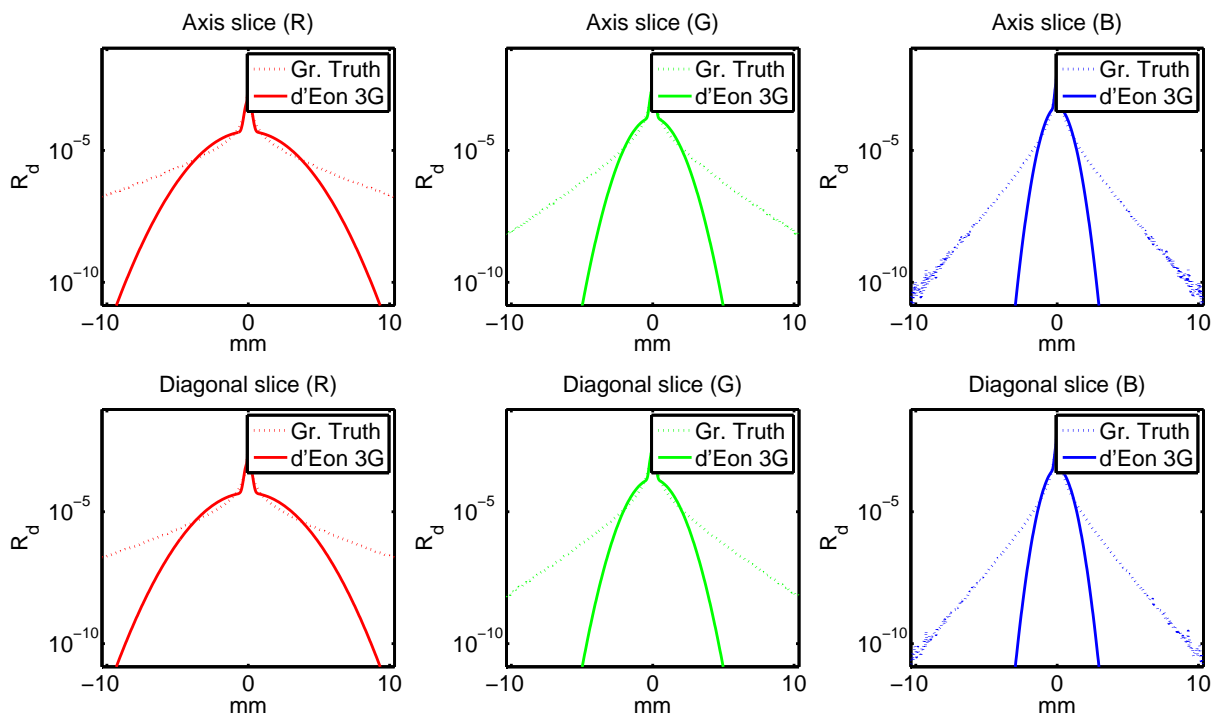 Axis slice (R)
Gr. Truth
d'Eon 3G
R_d
10^−5
10^−10
−10 0 10
mm
Axis slice (G)
Gr. Truth
d'Eon 3G
R_d
10^−5
10^−10
−10 0 10
mm
Axis slice (B)
Gr. Truth
d'Eon 3G
R_d
10^−5
10^−10
−10 0 10
mm
Diagonal slice (R)
Gr. Truth
d'Eon 3G
R_d
10^−5
10^−10
−10 0 10
mm
Diagonal slice (G)
Gr. Truth
d'Eon 3G
R_d
10^−5
10^−10
−10 0 10
mm
Diagonal slice (B)
Gr. Truth
d'Eon 3G
R_d
10^−5
10^−10
−10 0 10
mm